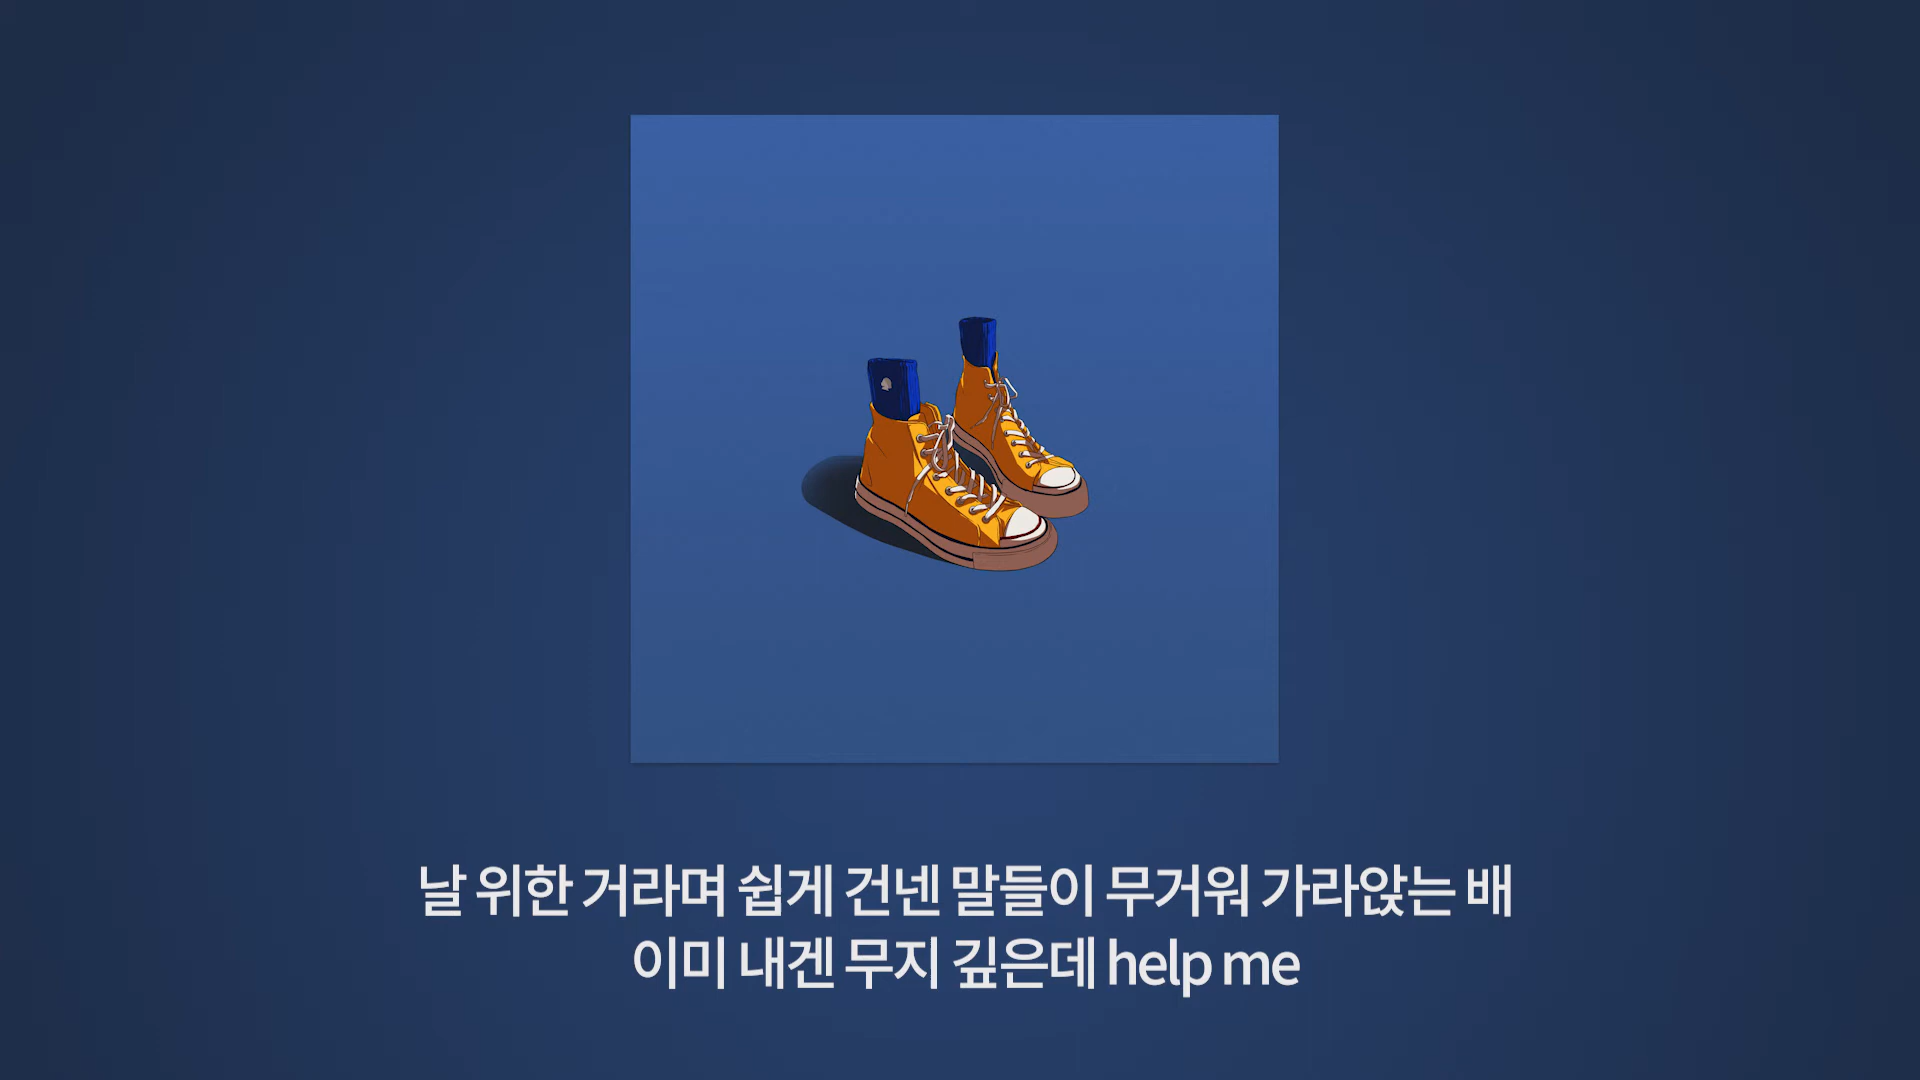 날 위한 거라며 쉽게 건넨 말들이 무거워 가라앉는 배
이미 내겐 무지 깊은데 help me